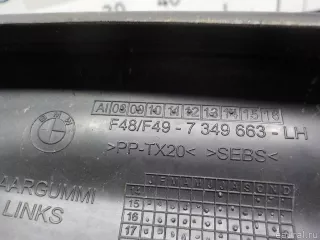 AI 08 09 10 11 12 13 14 15 16
F48/F49 - 7 349 663 - LH
>PP-TX20< >SEBS<
AARGUMMI
LINKS
J F M A M J J A S O N D
15
16
17